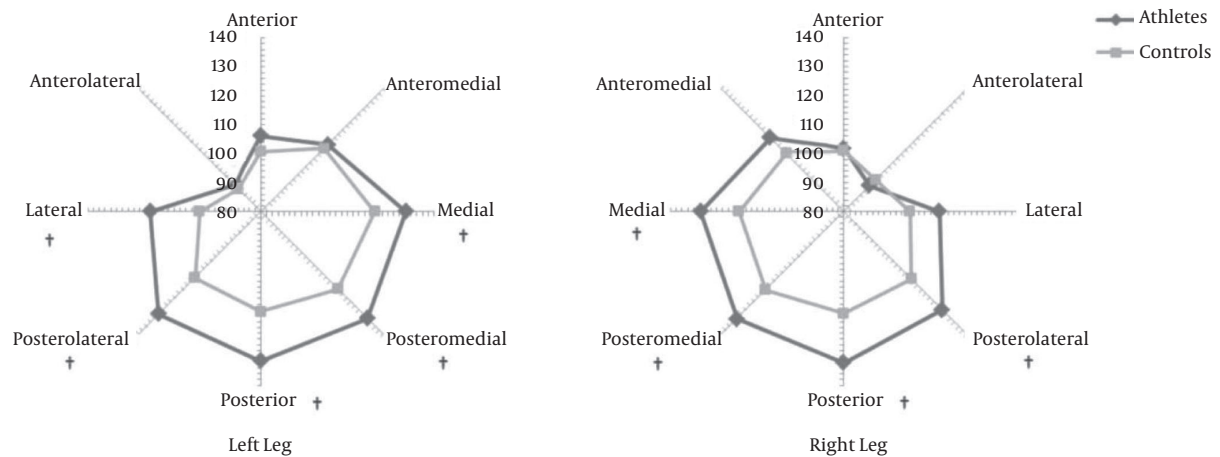 Anterior
140
130
120
110
100
90
80
Anterolateral
Anteromedial
Lateral
†
Medial
†
Posterolateral
†
Posteromedial
†
Posterior †
Left Leg
Anterior
140
130
120
110
100
90
80
Anteromedial
Anterolateral
Medial
†
Lateral
Posteromedial
†
Posterolateral
†
Posterior †
Right Leg
Athletes
Controls